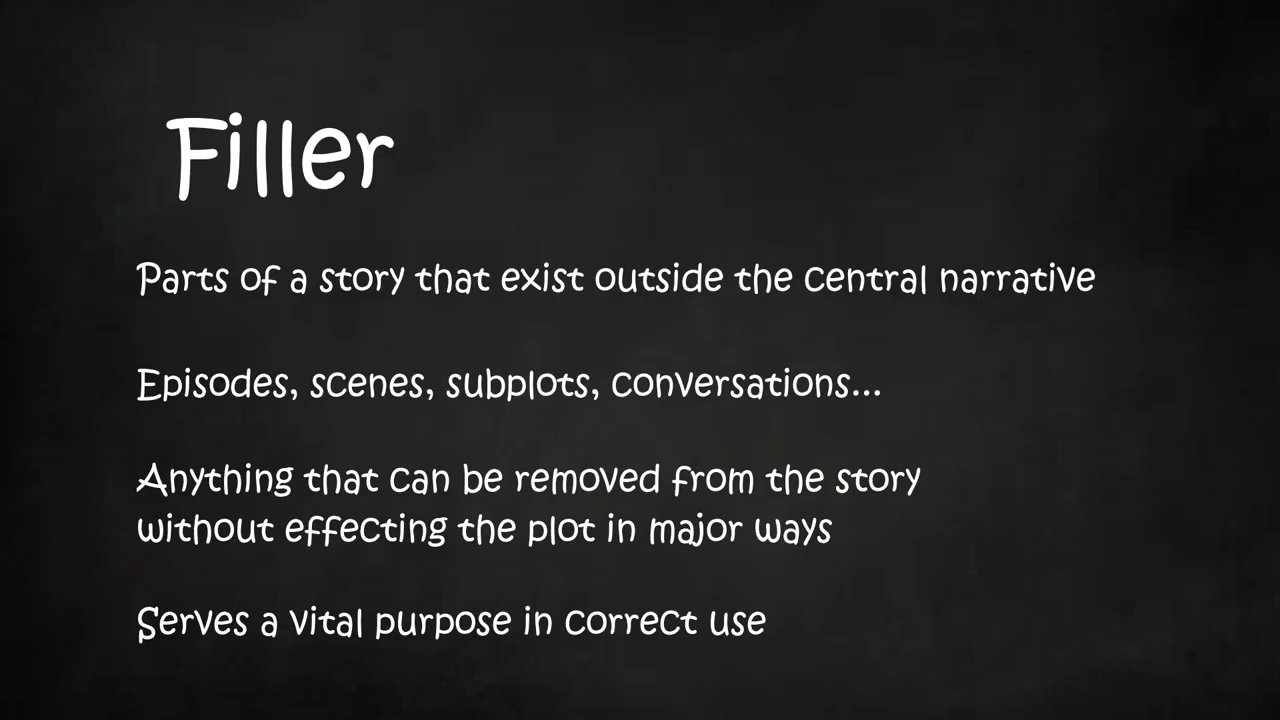 Filler
Parts of a story that exist outside the central narrative
Episodes, scenes, subplots, conversations...
Anything that can be removed from the story
without effecting the plot in major ways
Serves a vital purpose in correct use